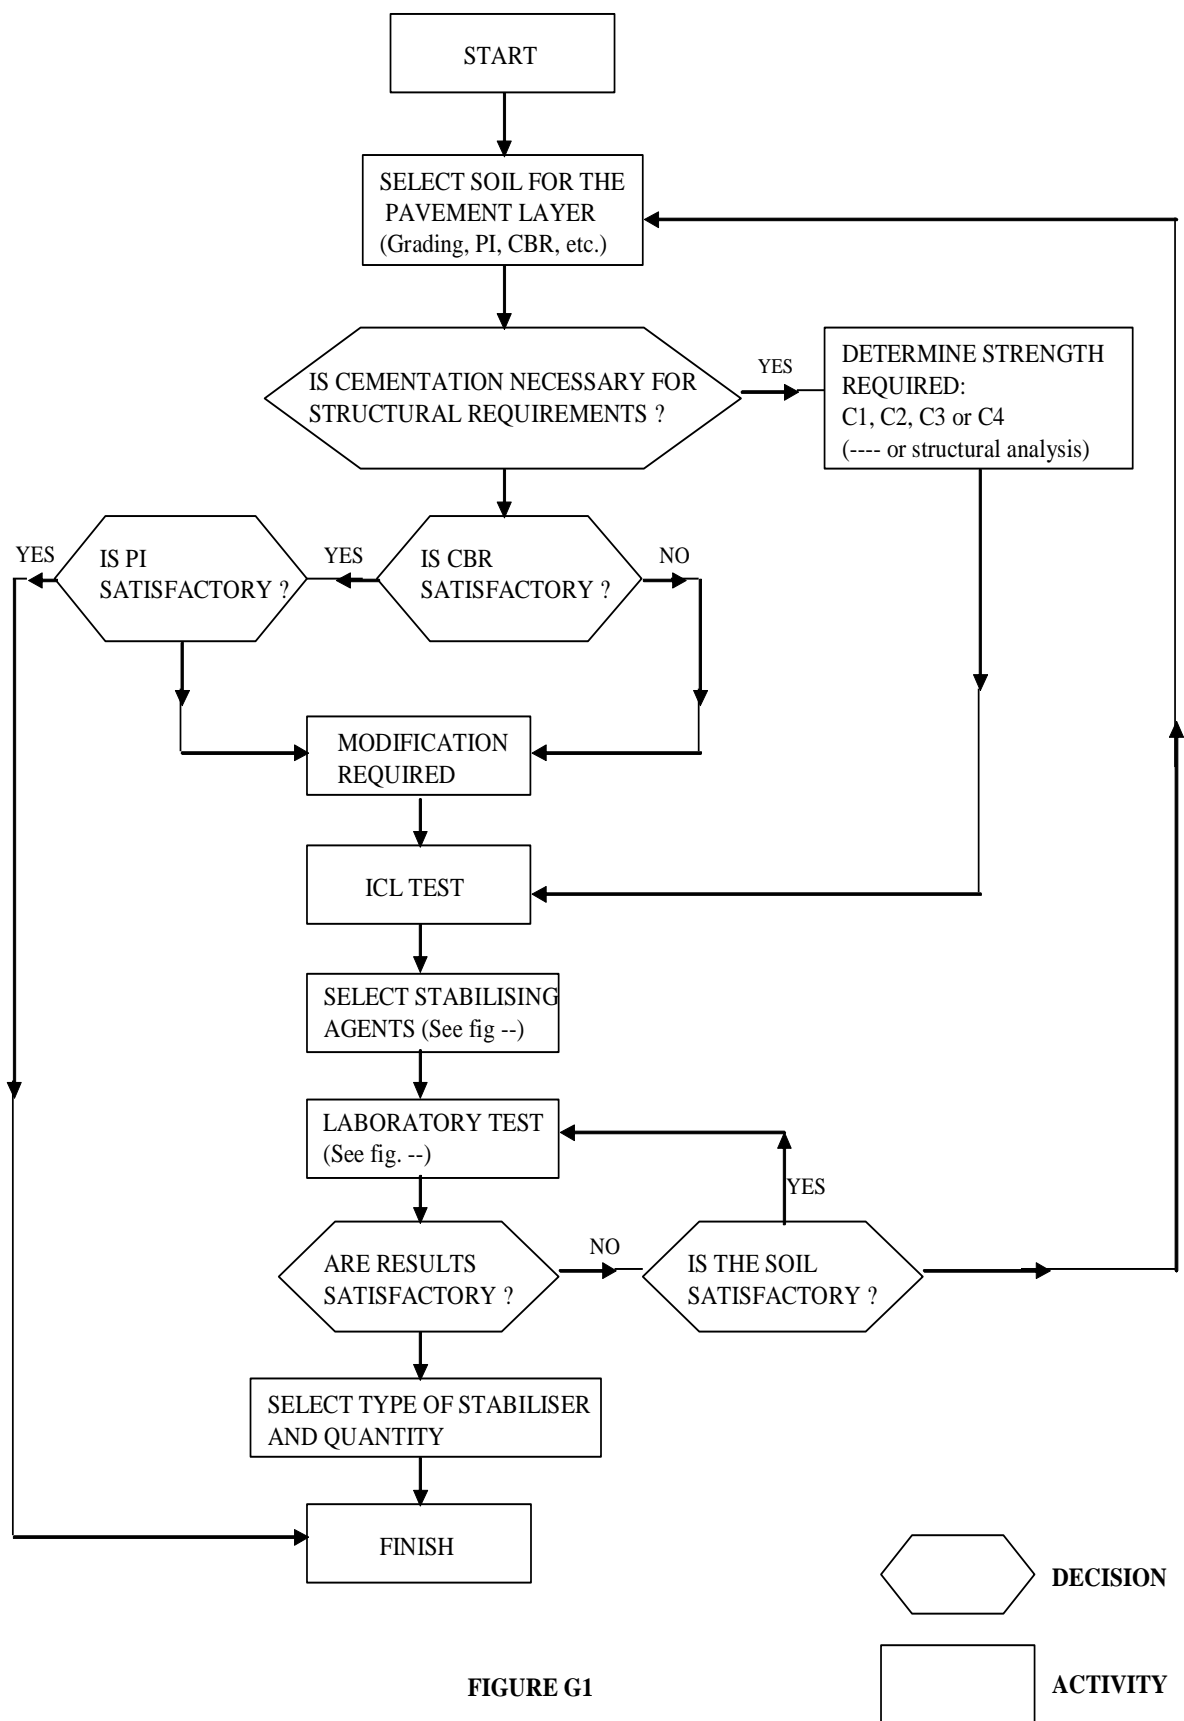 START
SELECT SOIL FOR THE
PAVEMENT LAYER
(Grading, PI, CBR, etc.)
IS CEMENTATION NECESSARY FOR
STRUCTURAL REQUIREMENTS ?
YES
DETERMINE STRENGTH
REQUIRED:
C1, C2, C3 or C4
(---- or structural analysis)
YES
IS PI
SATISFACTORY ?
YES
IS CBR
SATISFACTORY ?
NO
MODIFICATION
REQUIRED
ICL TEST
SELECT STABILISING
AGENTS (See fig --)
LABORATORY TEST
(See fig. --)
YES
ARE RESULTS
SATISFACTORY ?
NO
IS THE SOIL
SATISFACTORY ?
SELECT TYPE OF STABILISER
AND QUANTITY
FINISH
DECISION
FIGURE G1
ACTIVITY